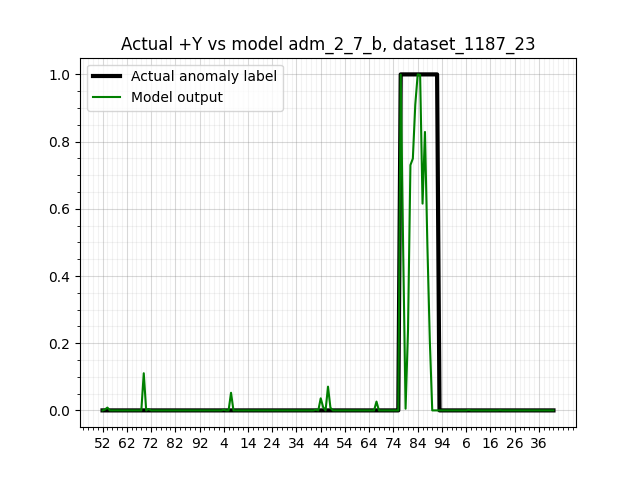 Actual +Y vs model adm_2_7_b, dataset_1187_23
Actual anomaly label
Model output
1.0
0.8
0.6
0.4
0.2
0.0
52 62 72 82 92 4 14 24 34 44 54 64 74 84 94 6 16 26 36